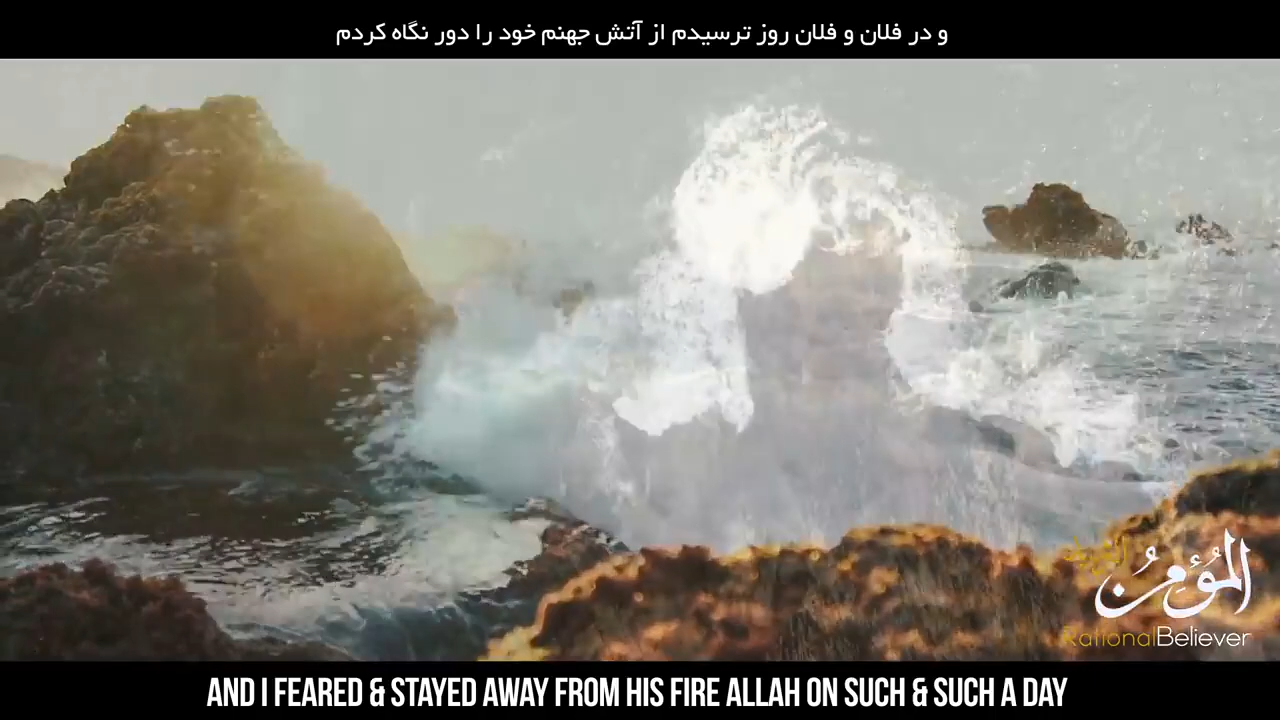 و در فلان و فلان روز ترسیدم از آتش جهنم خود را دور نگاه کردم
المؤمن
RationalBeliever
AND I FEARED & STAYED AWAY FROM HIS FIRE ALLAH ON SUCH & SUCH A DAY